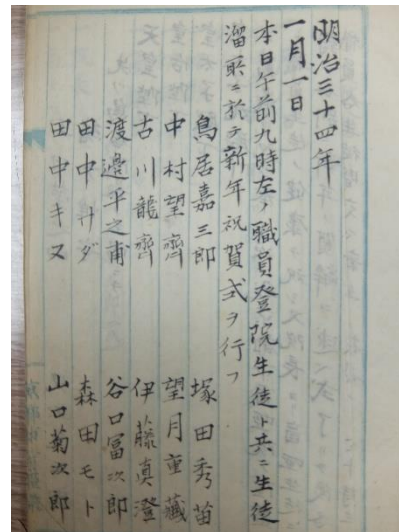 明治三十四年
一月一日
本日午前九時左ノ職員登院生徒ト共ニ生徒
溜所ニ於テ新年祝賀式ヲ行フ
鳥居嘉三郎 塚田秀苗
中村望齋 望月重藏
古川龍齋 伊藤真澄
渡邊平之甫 谷口冨次郎
田中サダ 森田モト
田中キヌ 山口菊次郎